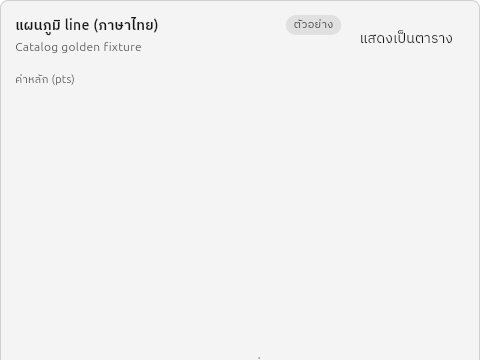 แผนภูมิ line (ภาษาไทย)
ตัวอย่าง
แสดงเป็นตาราง
Catalog golden fixture
ค่าหลัก (pts)